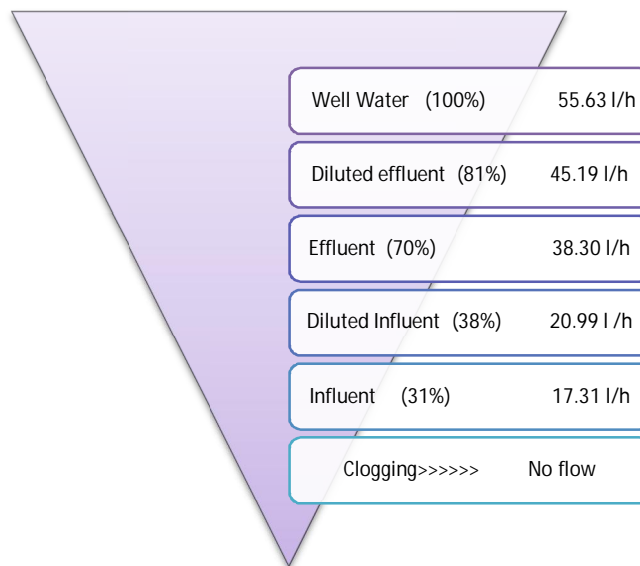 Well Water (100%) 55.63 l/h
Diluted effluent (81%) 45.19 l/h
Effluent (70%) 38.30 l/h
Diluted Influent (38%) 20.99 l /h
Influent (31%) 17.31 l/h
Clogging>>>>>> No flow